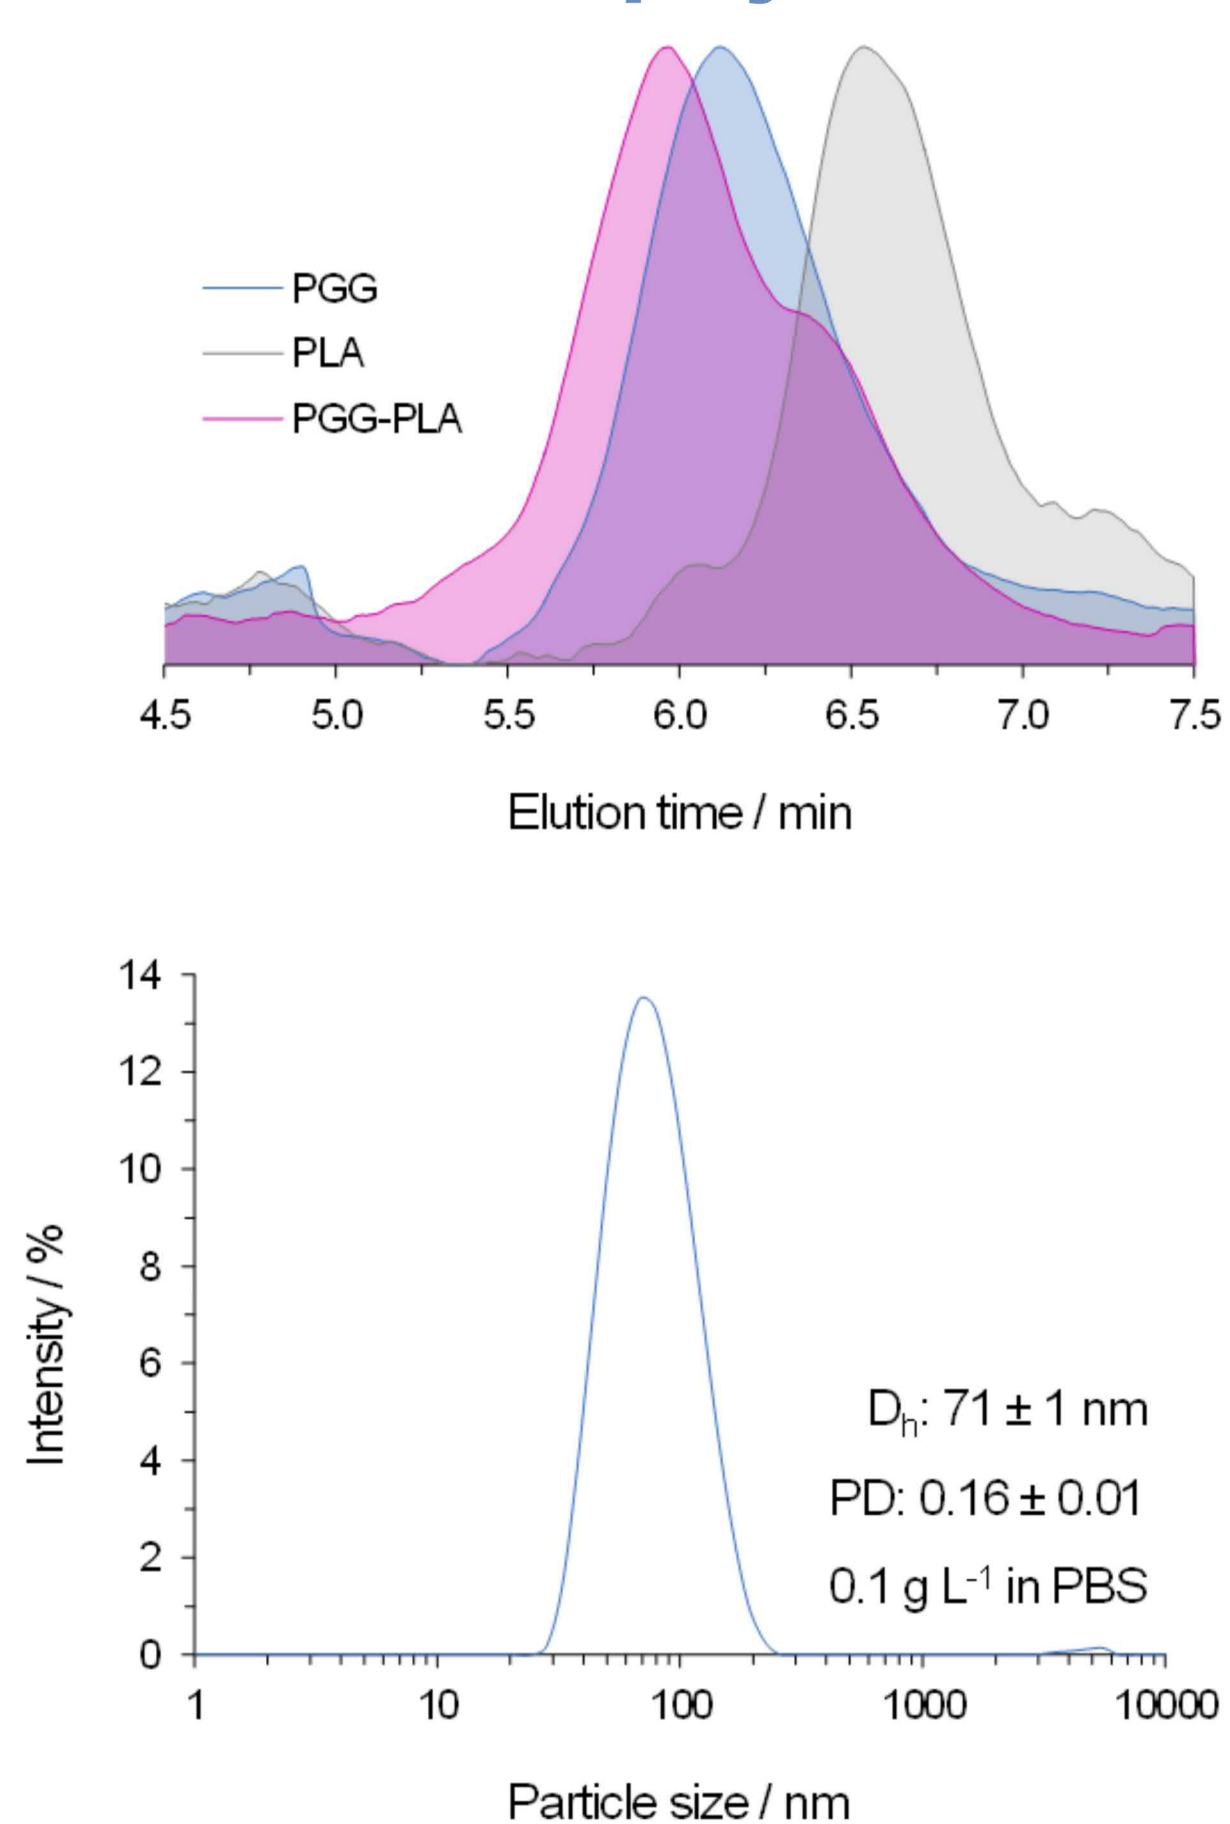 PGG
PLA
PGG-PLA
4.5 5.0 5.5 6.0 6.5 7.0 7.5
Elution time / min
14
12
10
8
6
4
2
0
Intensity / %
Dₕ: 71 ± 1 nm
PD: 0.16 ± 0.01
0.1 g L⁻¹ in PBS
1 10 100 1000 10000
Particle size / nm